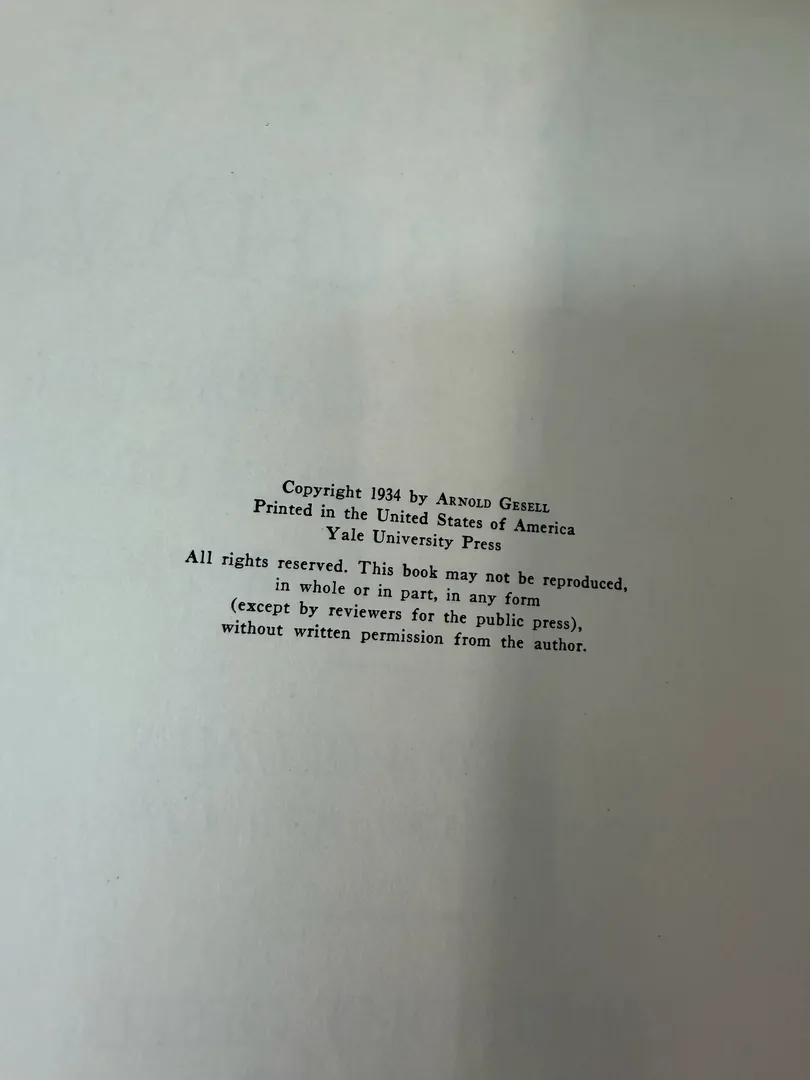 Copyright 1934 by ARNOLD GESELL
Printed in the United States of America
Yale University Press
All rights reserved. This book may not be reproduced,
in whole or in part, in any form
(except by reviewers for the public press),
without written permission from the author.